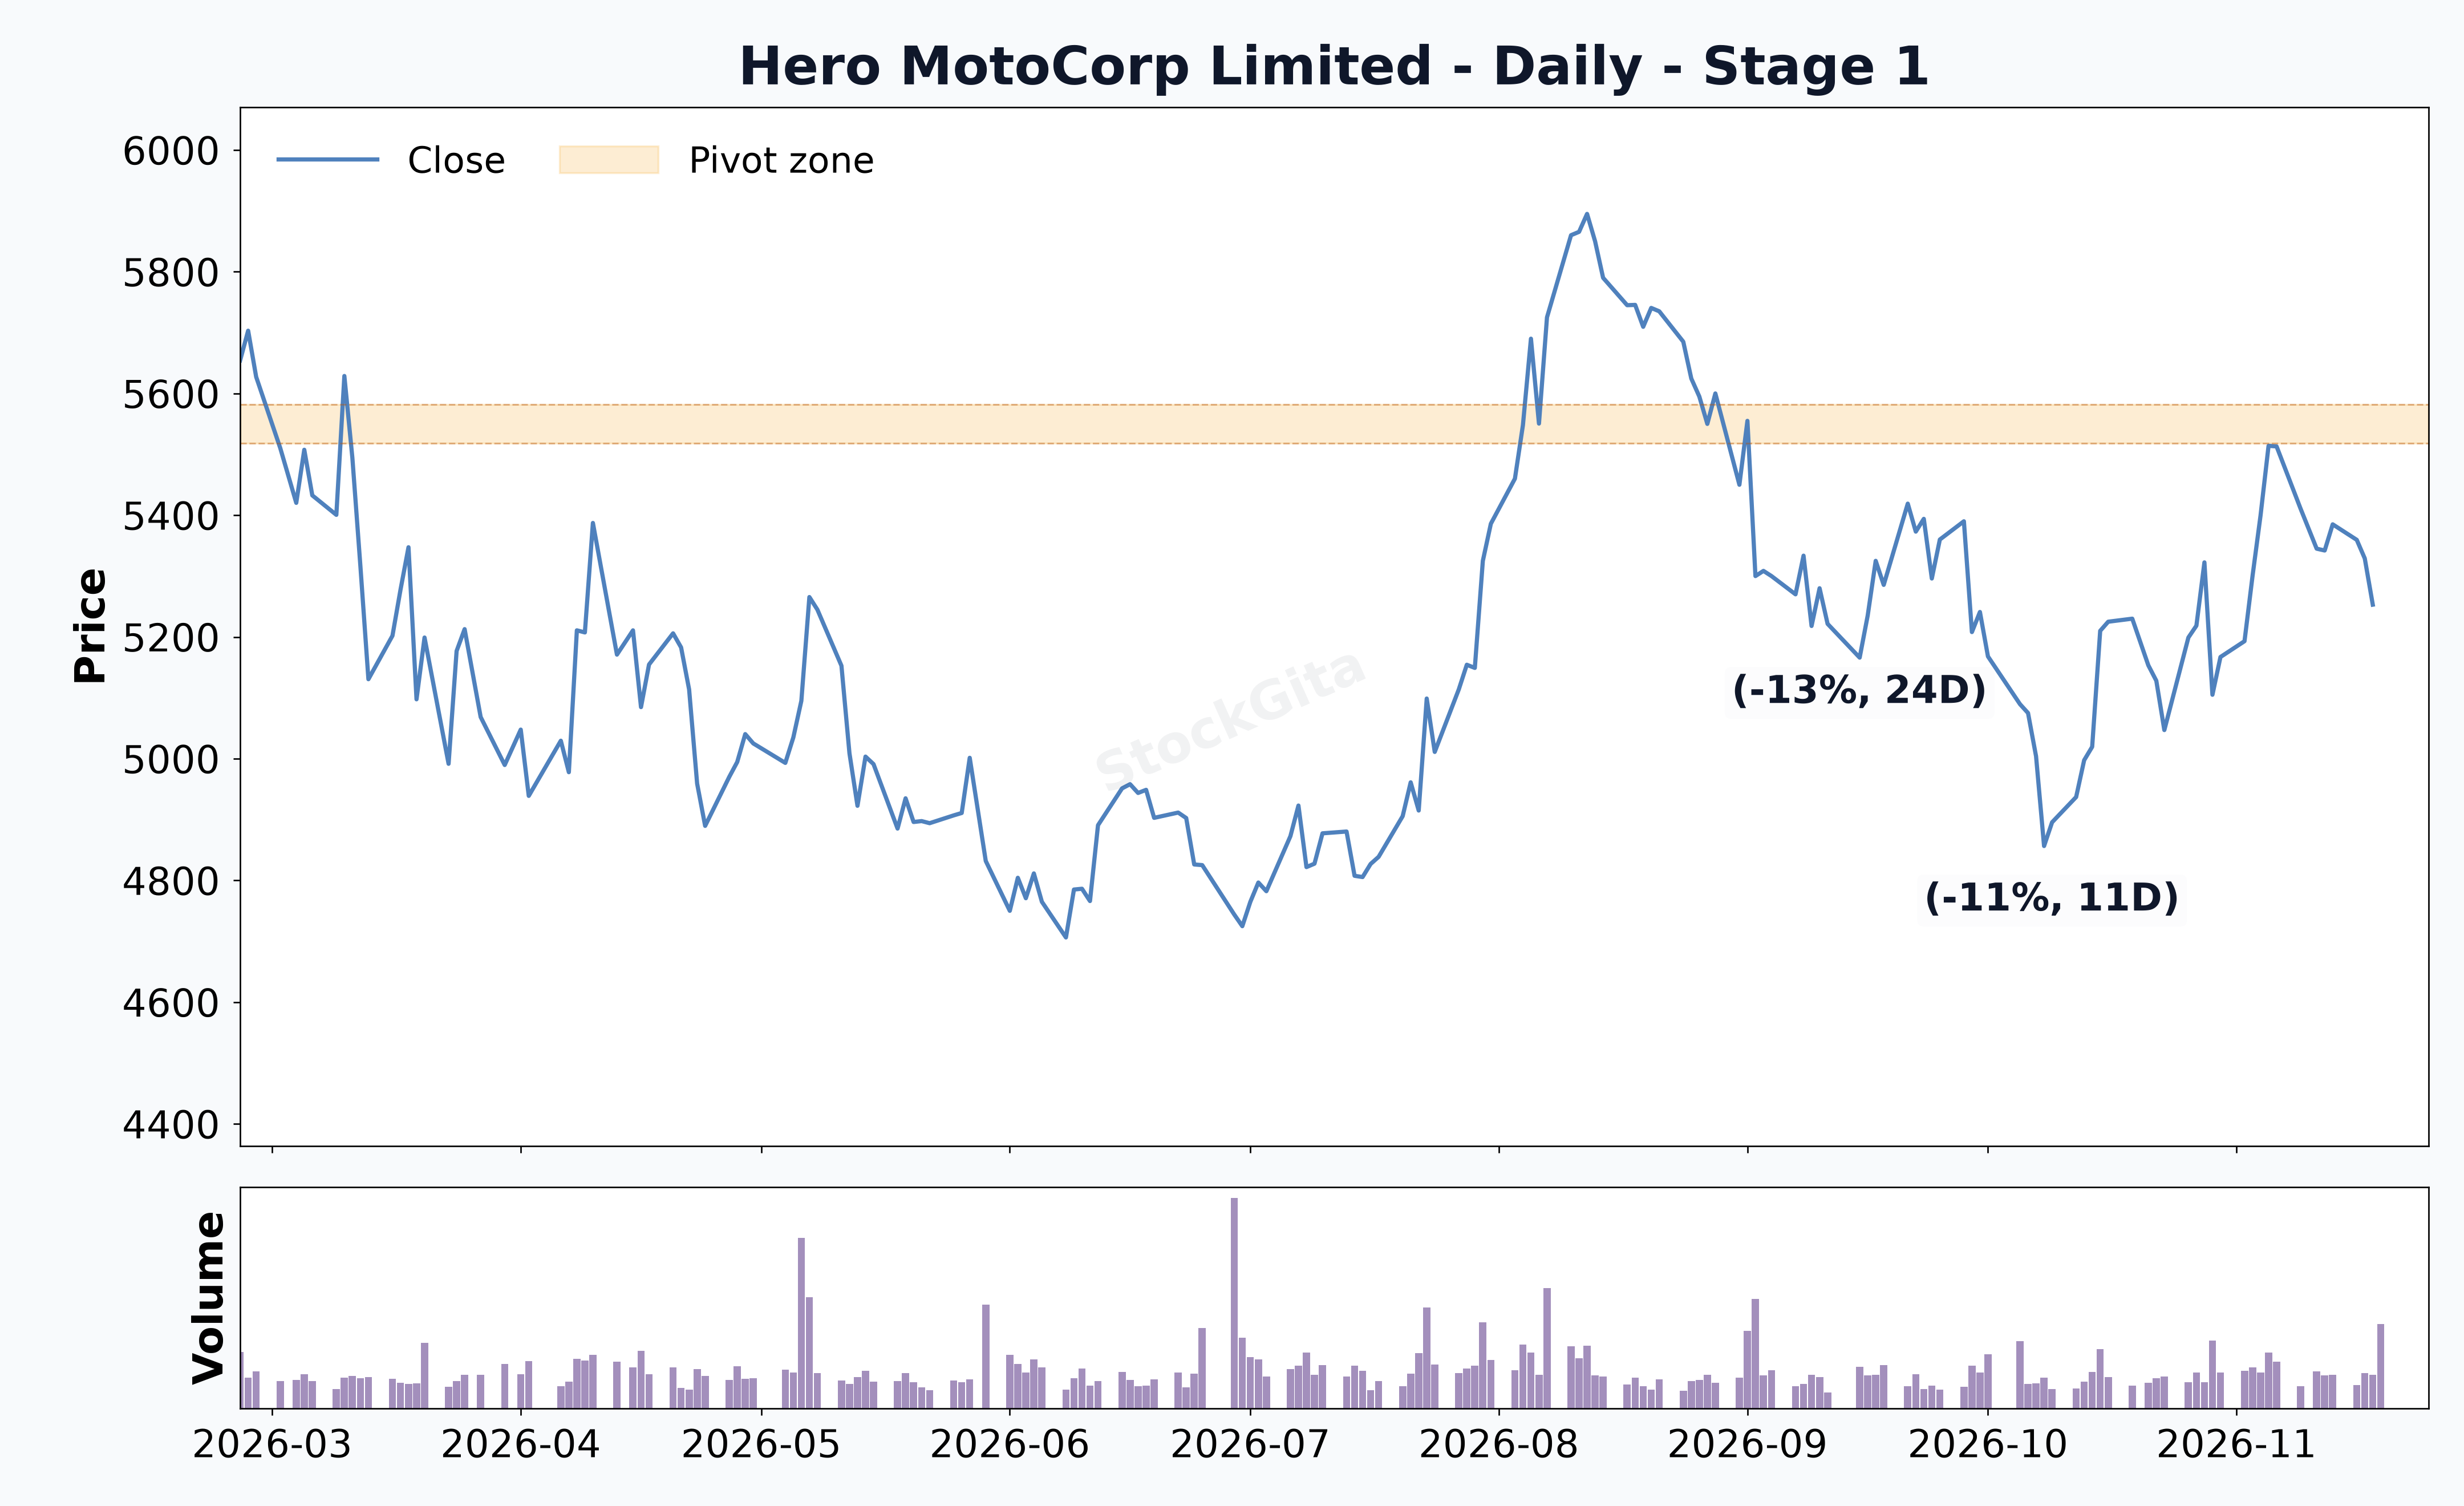 Hero MotoCorp Limited - Daily - Stage 1
Close
Pivot zone
6000
5800
5600
5400
5200
5000
4800
4600
4400
Price
StockGita
(-13%, 24D)
(-11%, 11D)
Volume
2026-03
2026-04
2026-05
2026-06
2026-07
2026-08
2026-09
2026-10
2026-11